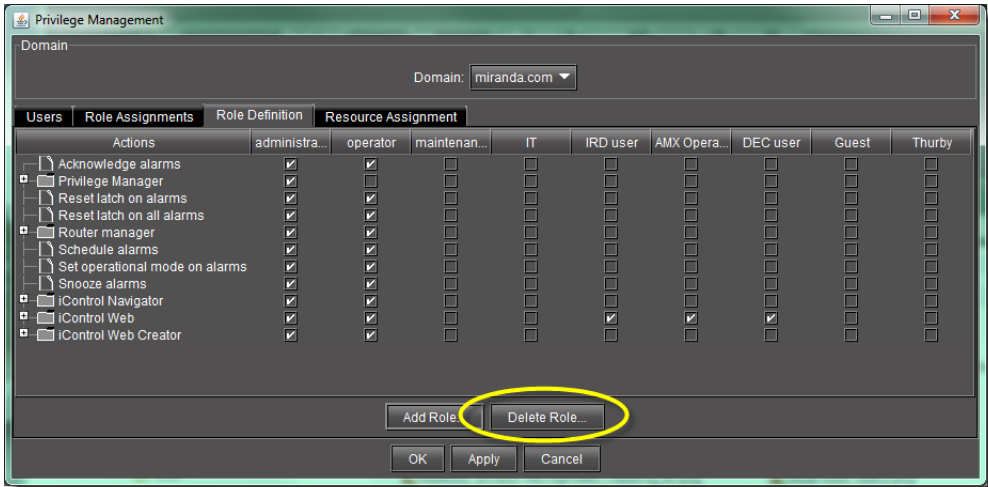 Privilege Management
Domain
Domain: miranda.com
Users Role Assignments Role Definition Resource Assignment
Actions administra... operator maintenan... IT IRD user AMX Opera... DEC user Guest Thurby
Acknowledge alarms
Privilege Manager
Reset latch on alarms
Reset latch on all alarms
Router manager
Schedule alarms
Set operational mode on alarms
Snooze alarms
iControl Navigator
iControl Web
iControl Web Creator
Add Role... Delete Role...
OK Apply Cancel